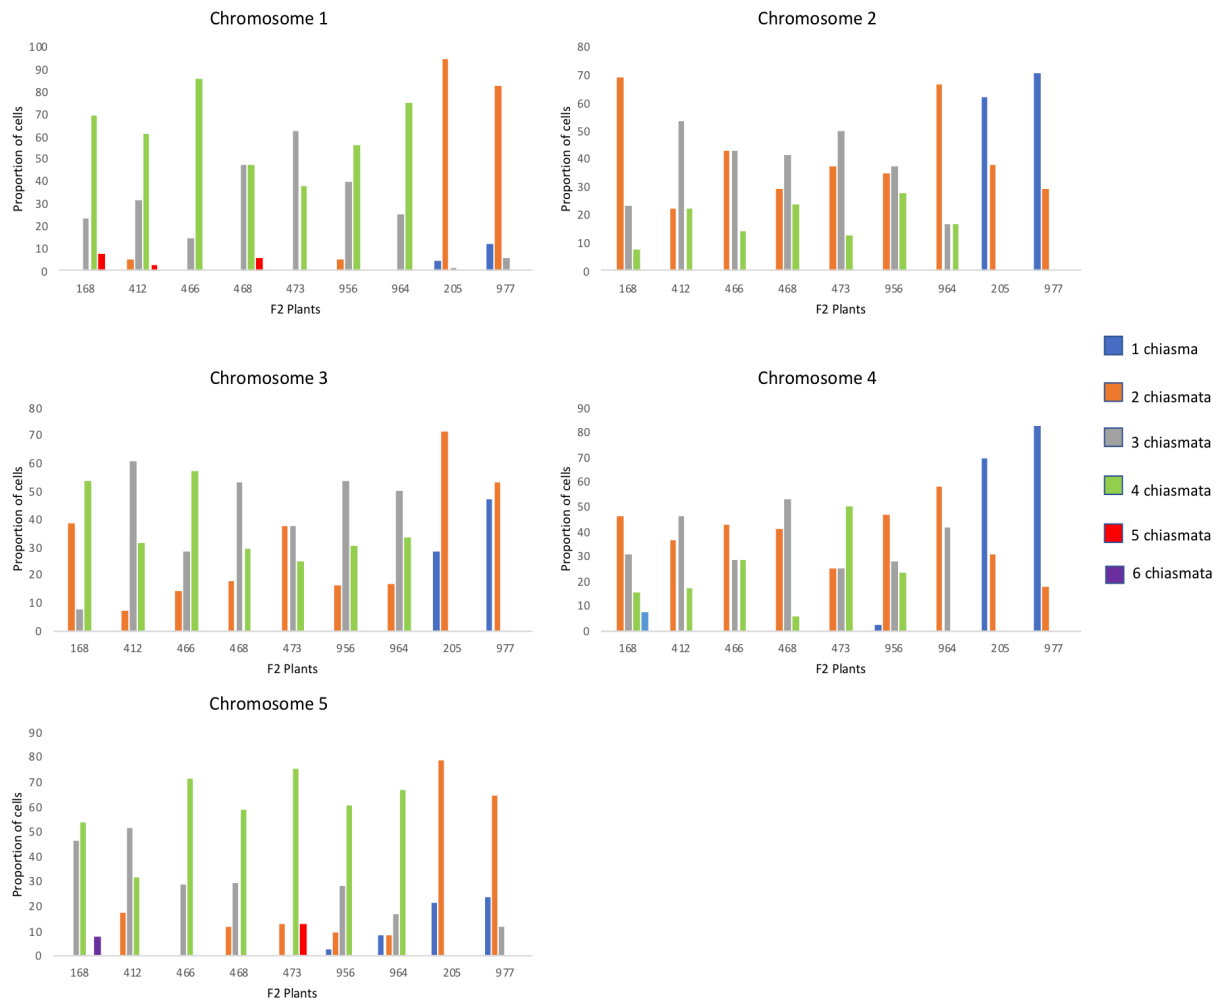 Chromosome 1
100
90
80
70
60
50
40
30
20
10
0
Proportion of cells
168 412 466 468 473 956 964 205 977
F2 Plants
Chromosome 2
80
70
60
50
40
30
20
10
0
Proportion of cells
168 412 466 468 473 956 964 205 977
F2 Plants
Chromosome 3
80
70
60
50
40
30
20
10
0
Proportion of cells
168 412 466 468 473 956 964 205 977
F2 Plants
Chromosome 4
90
80
70
60
50
40
30
20
10
0
Proportion of cells
168 412 466 468 473 956 964 205 977
F2 Plants
1 chiasma
2 chiasmata
3 chiasmata
4 chiasmata
5 chiasmata
6 chiasmata
Chromosome 5
90
80
70
60
50
40
30
20
10
0
Proportion of cells
168 412 466 468 473 956 964 205 977
F2 Plants